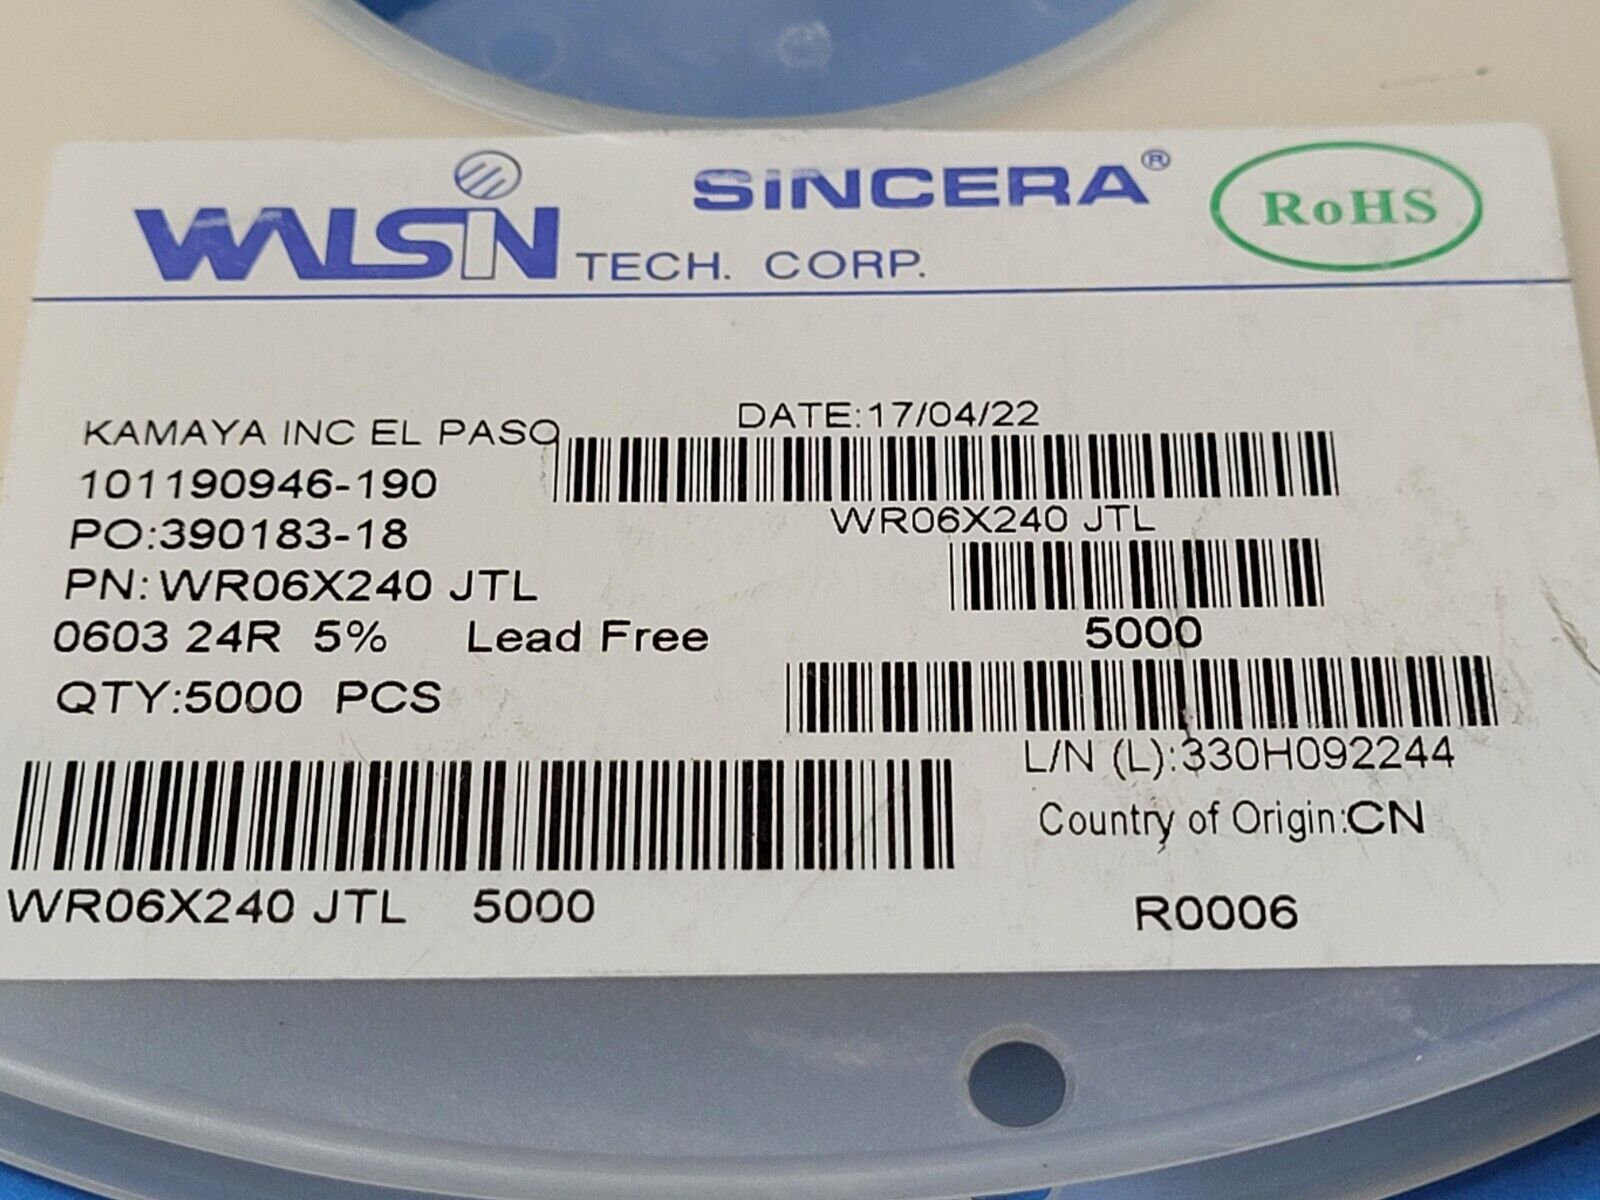 WALSIN TECH. CORP.
SINCERA®
RoHS
KAMAYA INC EL PASO
DATE:17/04/22
101190946-190
WR06X240 JTL
PO:390183-18
PN:WR06X240 JTL
5000
0603 24R 5% Lead Free
QTY:5000 PCS
L/N (L):330H092244
Country of Origin:CN
WR06X240 JTL 5000
R0006